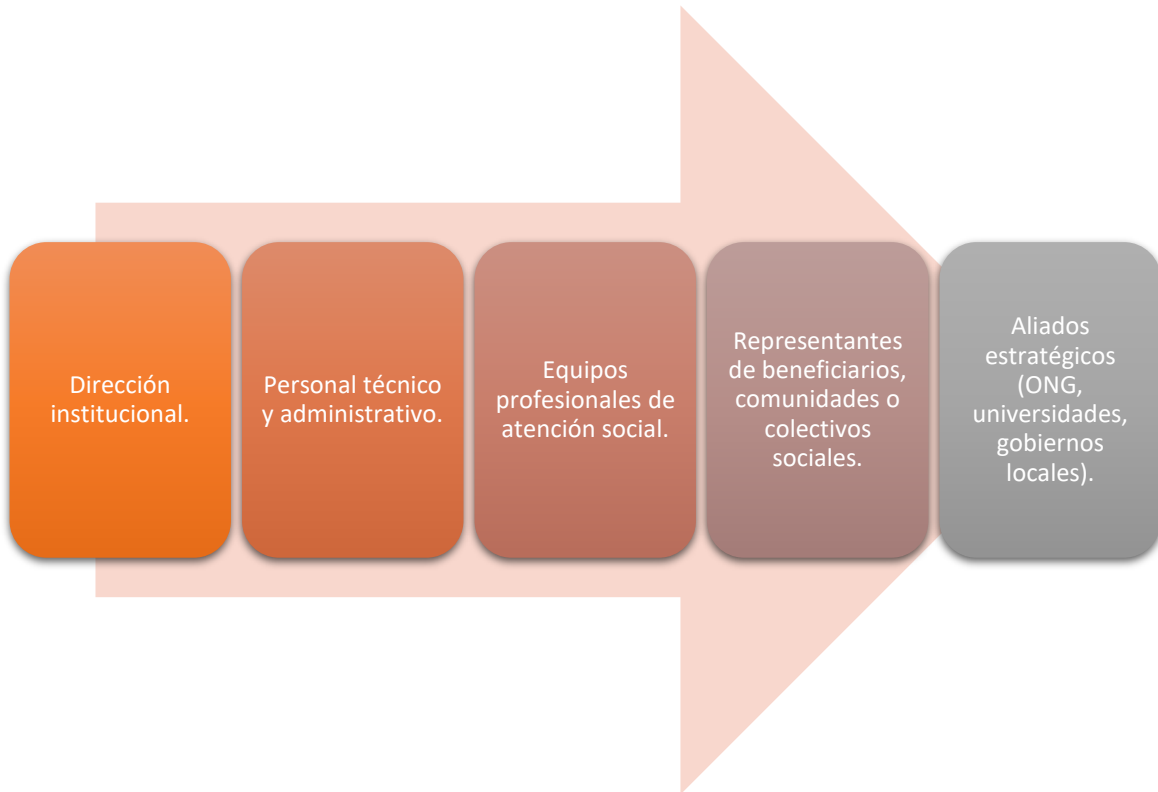 Dirección
institucional.
Personal técnico
y administrativo.
Equipos
profesionales de
atención social.
Representantes
de beneficiarios,
comunidades o
colectivos
sociales.
Aliados
estratégicos
(ONG,
universidades,
gobiernos
locales).